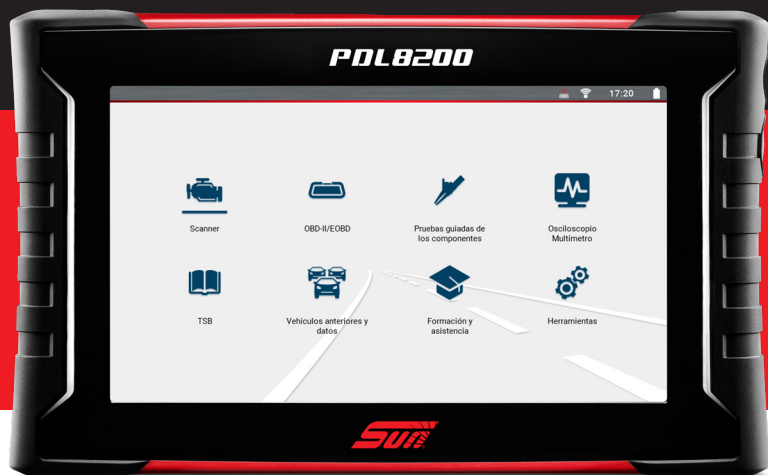 PDL8200
17:20
Scanner
OBD-II/EOBD
Pruebas guiadas de
los componentes
Osciloscopio
Multímetro
TSB
Vehículos anteriores y
datos
Formación y
asistencia
Herramientas
Sun